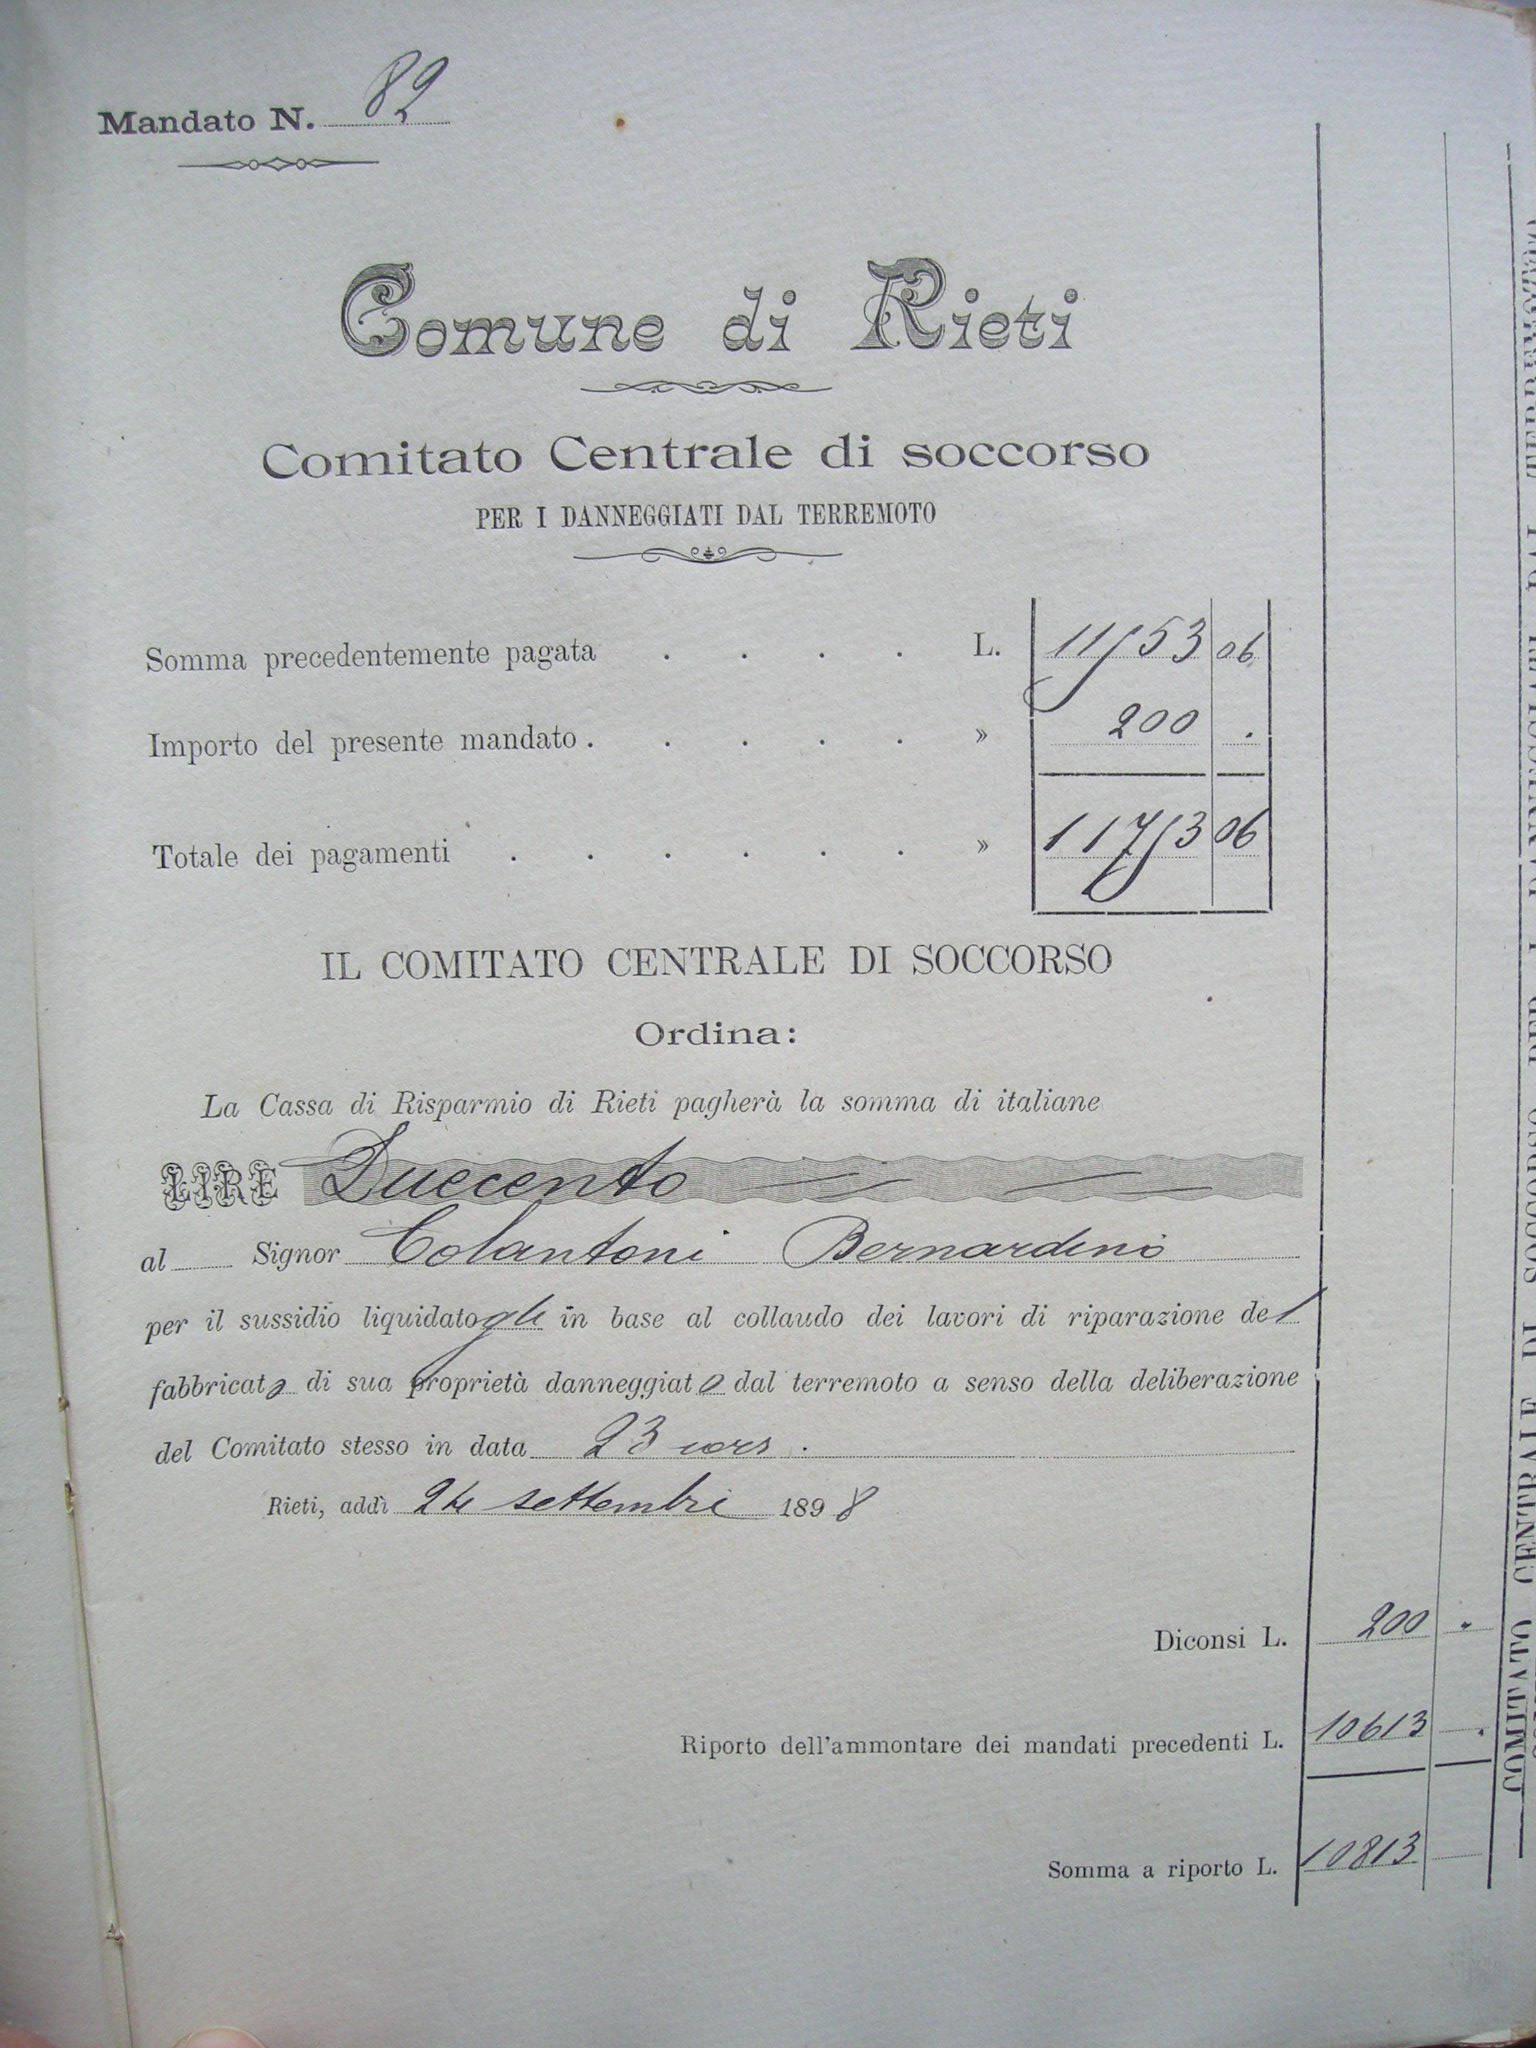 Mandato N. 82
Comune di Rieti
Comitato Centrale di soccorso
PER I DANNEGGIATI DAL TERREMOTO
Somma precedentemente pagata . . . . L. 11553 06
Importo del presente mandato . . . . . » 200 .
Totale dei pagamenti . . . . . . » 11753 06
IL COMITATO CENTRALE DI SOCCORSO
Ordina:
La Cassa di Risparmio di Rieti pagherà la somma di italiane
LIRE Duecento
al Signor Colantoni Bernardino
per il sussidio liquidatogli in base al collaudo dei lavori di riparazione del
fabbricato di sua proprietà danneggiato dal terremoto a senso della deliberazione
del Comitato stesso in data 23 cors.
Rieti, addì 24 settembre 1898
Diconsi L. 200 .
Riporto dell'ammontare dei mandati precedenti L. 10613 .
Somma a riporto L. 10813
COMITATO CENTRALE DI SOCCORSO PER I